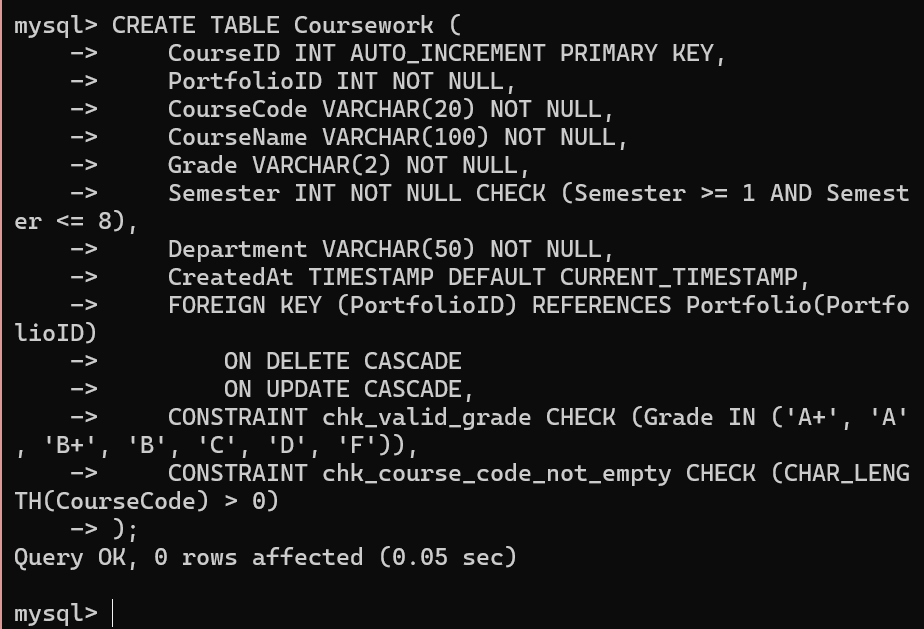 mysql> CREATE TABLE Coursework (
    ->     CourseID INT AUTO_INCREMENT PRIMARY KEY,
    ->     PortfolioID INT NOT NULL,
    ->     CourseCode VARCHAR(20) NOT NULL,
    ->     CourseName VARCHAR(100) NOT NULL,
    ->     Grade VARCHAR(2) NOT NULL,
    ->     Semester INT NOT NULL CHECK (Semester >= 1 AND Semest
er <= 8),
    ->     Department VARCHAR(50) NOT NULL,
    ->     CreatedAt TIMESTAMP DEFAULT CURRENT_TIMESTAMP,
    ->     FOREIGN KEY (PortfolioID) REFERENCES Portfolio(Portfo
lioID)
    ->         ON DELETE CASCADE
    ->         ON UPDATE CASCADE,
    ->     CONSTRAINT chk_valid_grade CHECK (Grade IN ('A+', 'A'
, 'B+', 'B', 'C', 'D', 'F')),
    ->     CONSTRAINT chk_course_code_not_empty CHECK (CHAR_LENG
TH(CourseCode) > 0)
    -> );
Query OK, 0 rows affected (0.05 sec)

mysql>